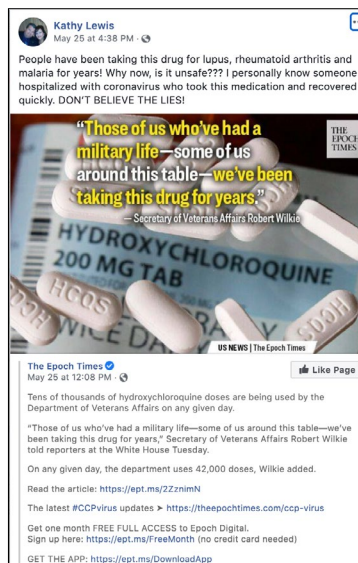 Kathy Lewis
May 25 at 4:38 PM ·
People have been taking this drug for lupus, rheumatoid arthritis and
malaria for years! Why now, is it unsafe??? I personally know someone
hospitalized with coronavirus who took this medication and recovered
quickly. DON'T BELIEVE THE LIES!
"Those of us who've had a
military life—some of us
around this table—we've been
taking this drug for years."
— Secretary of Veterans Affairs Robert Wilkie
THE
EPOCH
TIMES
HYDROXYCHLOROQUINE
200 MG TAB
HCQS
TWICE DAILY
US NEWS | The Epoch Times
The Epoch Times
May 25 at 12:08 PM ·
Like Page
Tens of thousands of hydroxychloroquine doses are being used by the
Department of Veterans Affairs on any given day.
"Those of us who've had a military life—some of us around this table—we've
been taking this drug for years," Secretary of Veterans Affairs Robert Wilkie
told reporters at the White House Tuesday.
On any given day, the department uses 42,000 doses, Wilkie added.
Read the article: https://ept.ms/2ZznimN
The latest #CCPvirus updates ➤ https://theepochtimes.com/ccp-virus
Get one month FREE FULL ACCESS to Epoch Digital.
Sign up here: https://ept.ms/FreeMonth (no credit card needed)
GET THE APP: https://ept.ms/DownloadApp